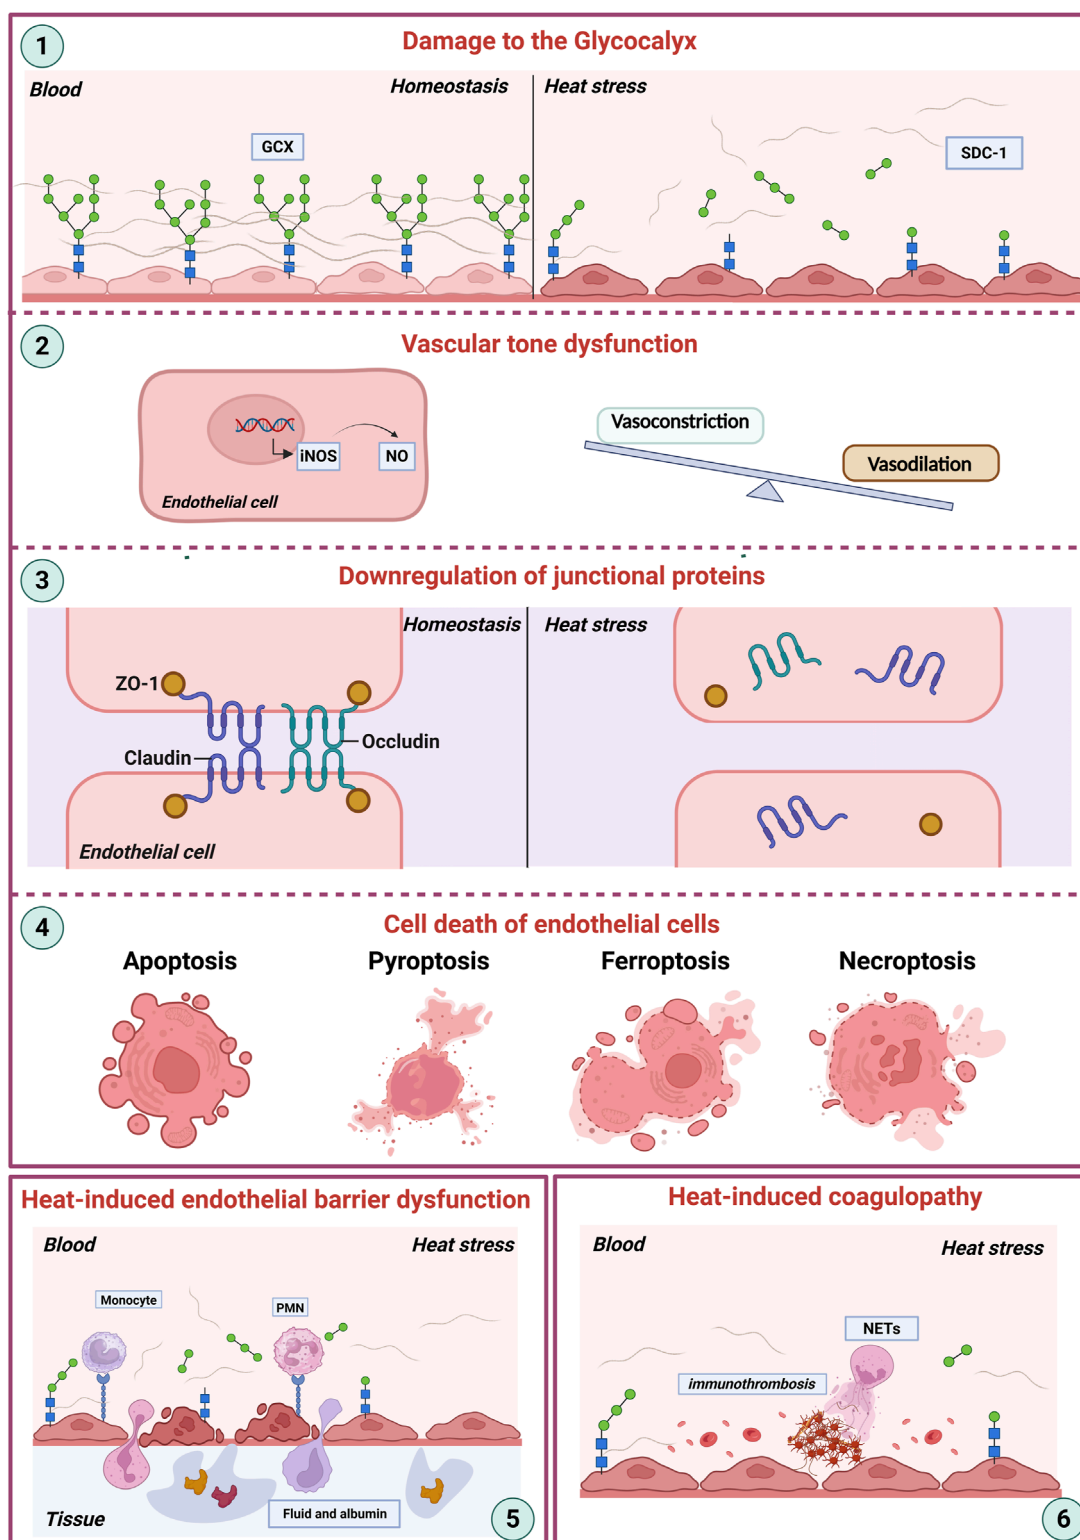 1
Damage to the Glycocalyx
Blood
Homeostasis
Heat stress
GCX
SDC-1
2
Vascular tone dysfunction
iNOS
NO
Endothelial cell
Vasoconstriction
Vasodilation
3
Downregulation of junctional proteins
Homeostasis
Heat stress
ZO-1
Claudin
Occludin
Endothelial cell
4
Cell death of endothelial cells
Apoptosis
Pyroptosis
Ferroptosis
Necroptosis
Heat-induced endothelial barrier dysfunction
Blood
Heat stress
Monocyte
PMN
Fluid and albumin
Tissue
5
Heat-induced coagulopathy
Blood
Heat stress
NETs
immunothrombosis
6